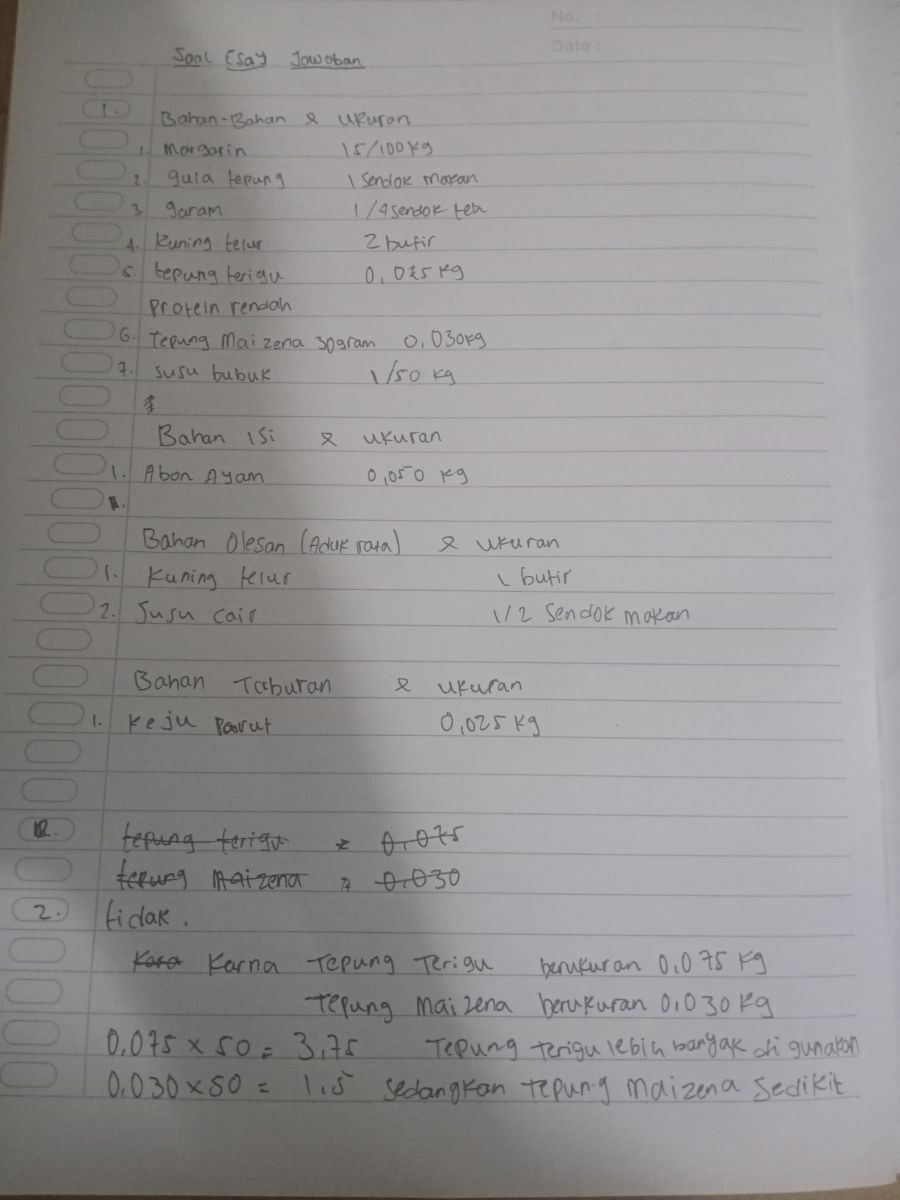 No. :
Date :
Soal Esay Jawaban
1. Bahan-Bahan & Ukuran
1. Margarin 15/100 kg
2. gula tepung 1 Sendok makan
3 garam 1/4 sendok teh
4. Kuning telur 2 butir
5. tepung terigu 0,075 kg
Protein rendah
6. Tepung Maizena 30gram 0,030kg
7. susu bubuk 1/50 kg
Bahan isi & ukuran
1. Abon Ayam 0,050 kg
Bahan Olesan (Aduk rata) & Ukuran
1. Kuning telur 1 butir
2. Susu cair 1/2 Sendok makan
Bahan Taburan & ukuran
1. Keju Parut 0,025 kg
tepung terigu = 0.075
tepung Maizena = 0.030
2. tidak.
Karna Tepung Terigu berukuran 0.075 kg
Tepung maizena berukuran 0.030 kg
0.075 x 50 = 3,75 Tepung terigu lebih banyak di gunakan
0.030 x 50 = 1.5 sedangkan tepung maizena sedikit